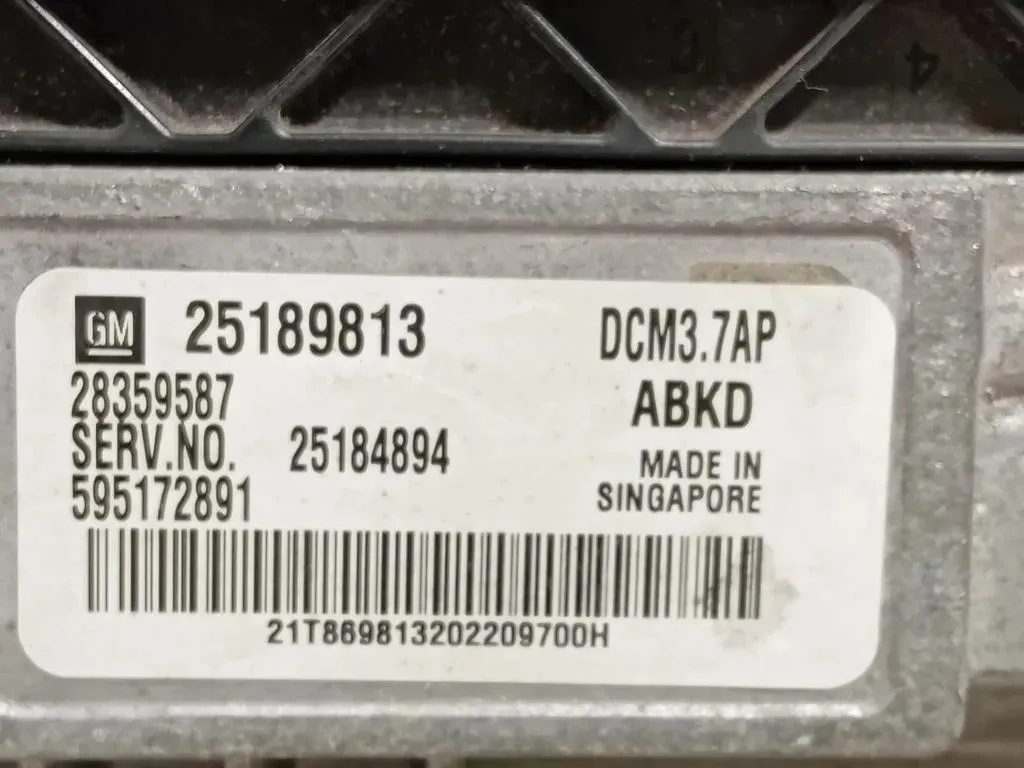 GM 25189813 DCM3.7AP
28359587 ABKD
SERV.NO. 25184894 MADE IN
595172891 SINGAPORE
21T869813202209700H